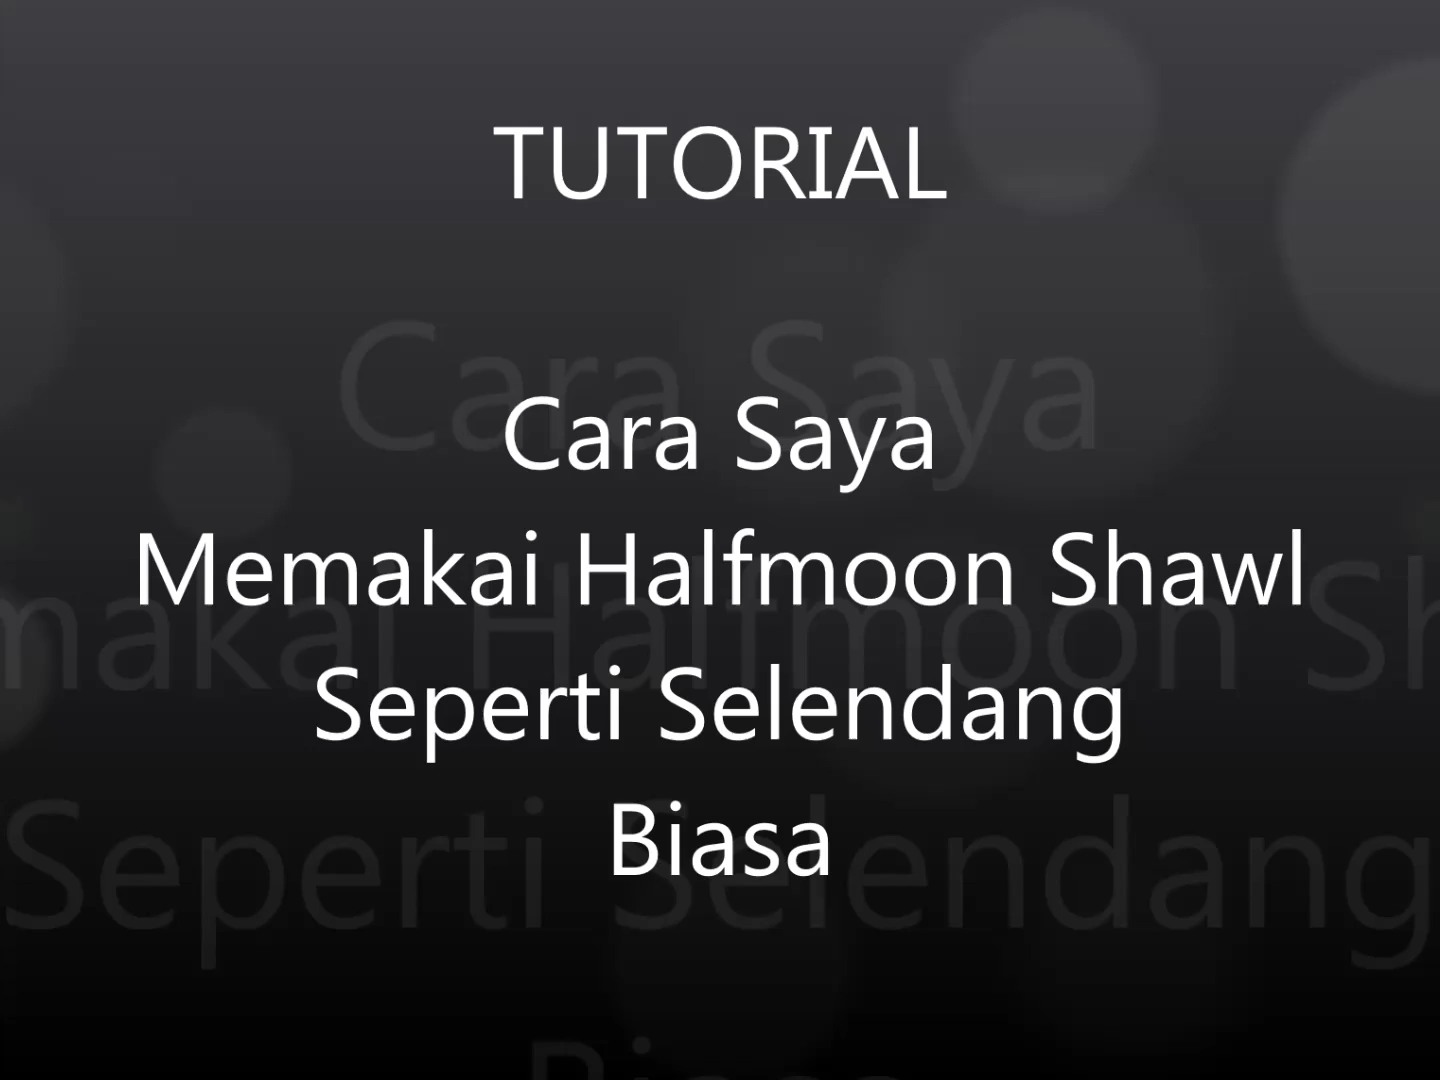 TUTORIAL
Cara Saya
Memakai Halfmoon Shawl
Seperti Selendang
Biasa